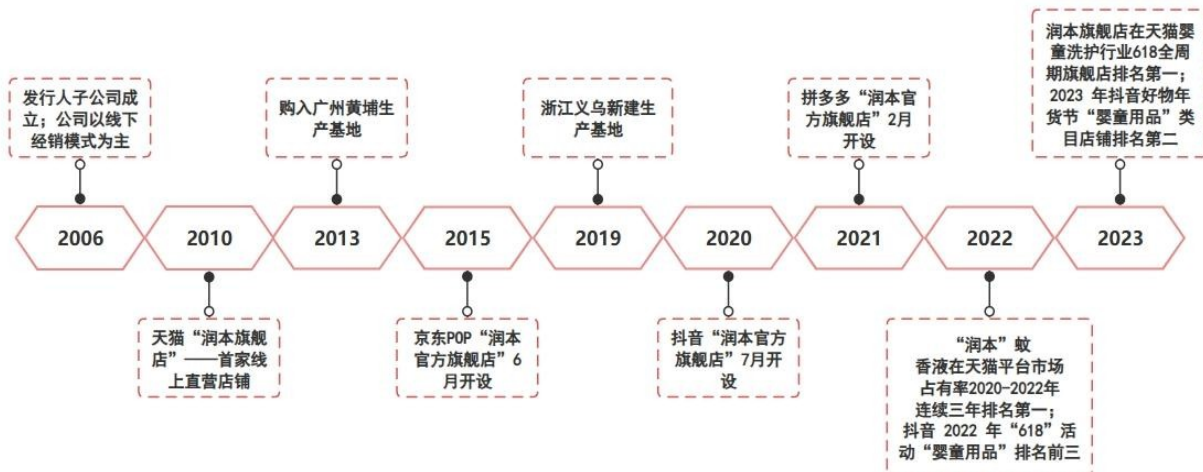 发行人子公司成
立；公司以线下
经销模式为主
购入广州黄埔生
产基地
浙江义乌新建生
产基地
拼多多“润本官
方旗舰店”2月
开设
润本旗舰店在天猫婴
童洗护行业618全周
期旗舰店排名第一；
2023 年抖音好物年
货节“婴童用品”类
目店铺排名第二
2006
2010
2013
2015
2019
2020
2021
2022
2023
天猫“润本旗舰
店”——首家线
上直营店铺
京东POP“润本
官方旗舰店”6
月开设
抖音“润本官方
旗舰店”7月开
设
“润本”蚊
香液在天猫平台市场
占有率2020-2022年
连续三年排名第一；
抖音 2022 年“618”活
动“婴童用品”排名前三